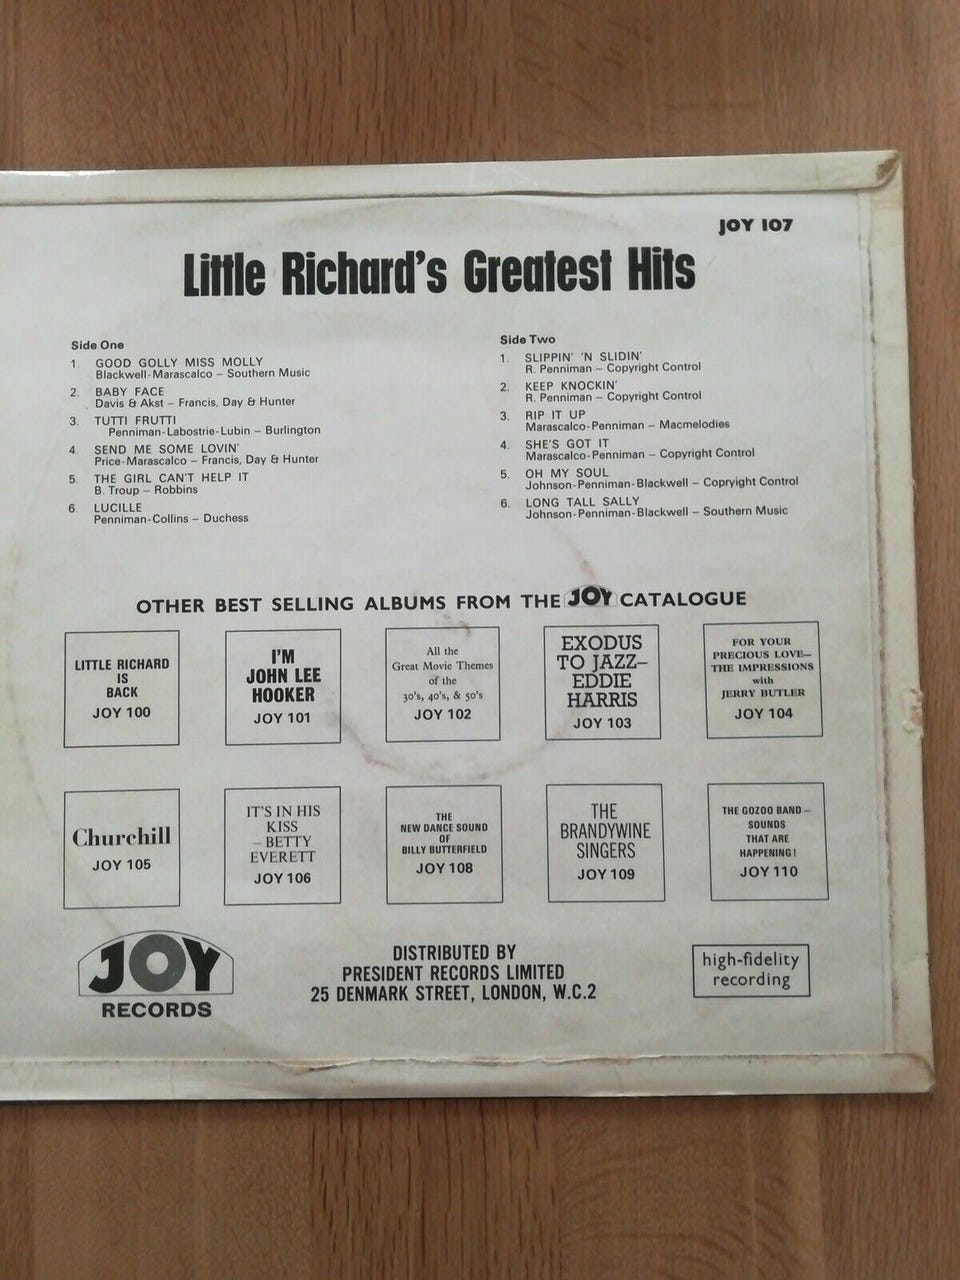 JOY 107
Little Richard's Greatest Hits
Side One
1. GOOD GOLLY MISS MOLLY
Blackwell-Marascalco – Southern Music
2. BABY FACE
Davis & Akst – Francis, Day & Hunter
3. TUTTI FRUTTI
Penniman-Labostrie-Lubin – Burlington
4. SEND ME SOME LOVIN'
Price-Marascalco – Francis, Day & Hunter
5. THE GIRL CAN'T HELP IT
B. Troup – Robbins
6. LUCILLE
Penniman-Collins – Duchess
Side Two
1. SLIPPIN' 'N SLIDIN'
R. Penniman – Copyright Control
2. KEEP KNOCKIN'
R. Penniman – Copyright Control
3. RIP IT UP
Marascalco-Penniman – Macmelodies
4. SHE'S GOT IT
Marascalco-Penniman – Copyright Control
5. OH MY SOUL
Johnson-Penniman-Blackwell – Copyright Control
6. LONG TALL SALLY
Johnson-Penniman-Blackwell – Southern Music
OTHER BEST SELLING ALBUMS FROM THE JOY CATALOGUE
LITTLE RICHARD
IS
BACK
JOY 100
I'M
JOHN LEE
HOOKER
JOY 101
All the
Great Movie Themes
of the
30's, 40's, & 50's
JOY 102
EXODUS
TO JAZZ–
EDDIE
HARRIS
JOY 103
FOR YOUR
PRECIOUS LOVE–
THE IMPRESSIONS
with
JERRY BUTLER
JOY 104
Churchill
JOY 105
IT'S IN HIS
KISS
– BETTY
EVERETT
JOY 106
THE
NEW DANCE SOUND
OF
BILLY BUTTERFIELD
JOY 108
THE
BRANDYWINE
SINGERS
JOY 109
THE GOZOO BAND–
SOUNDS
THAT ARE
HAPPENING!
JOY 110
JOY
RECORDS
DISTRIBUTED BY
PRESIDENT RECORDS LIMITED
25 DENMARK STREET, LONDON, W.C.2
high-fidelity
recording